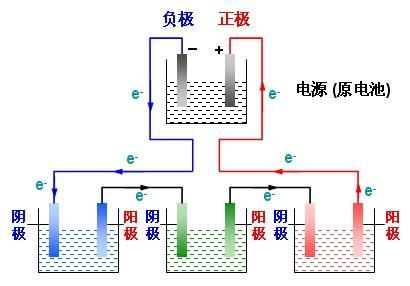 负极 正极
− +
电源 (原电池)
e- e-
e- e-
e- e- e- e-
阴极 阳极 阴极 阳极 阴极 阳极